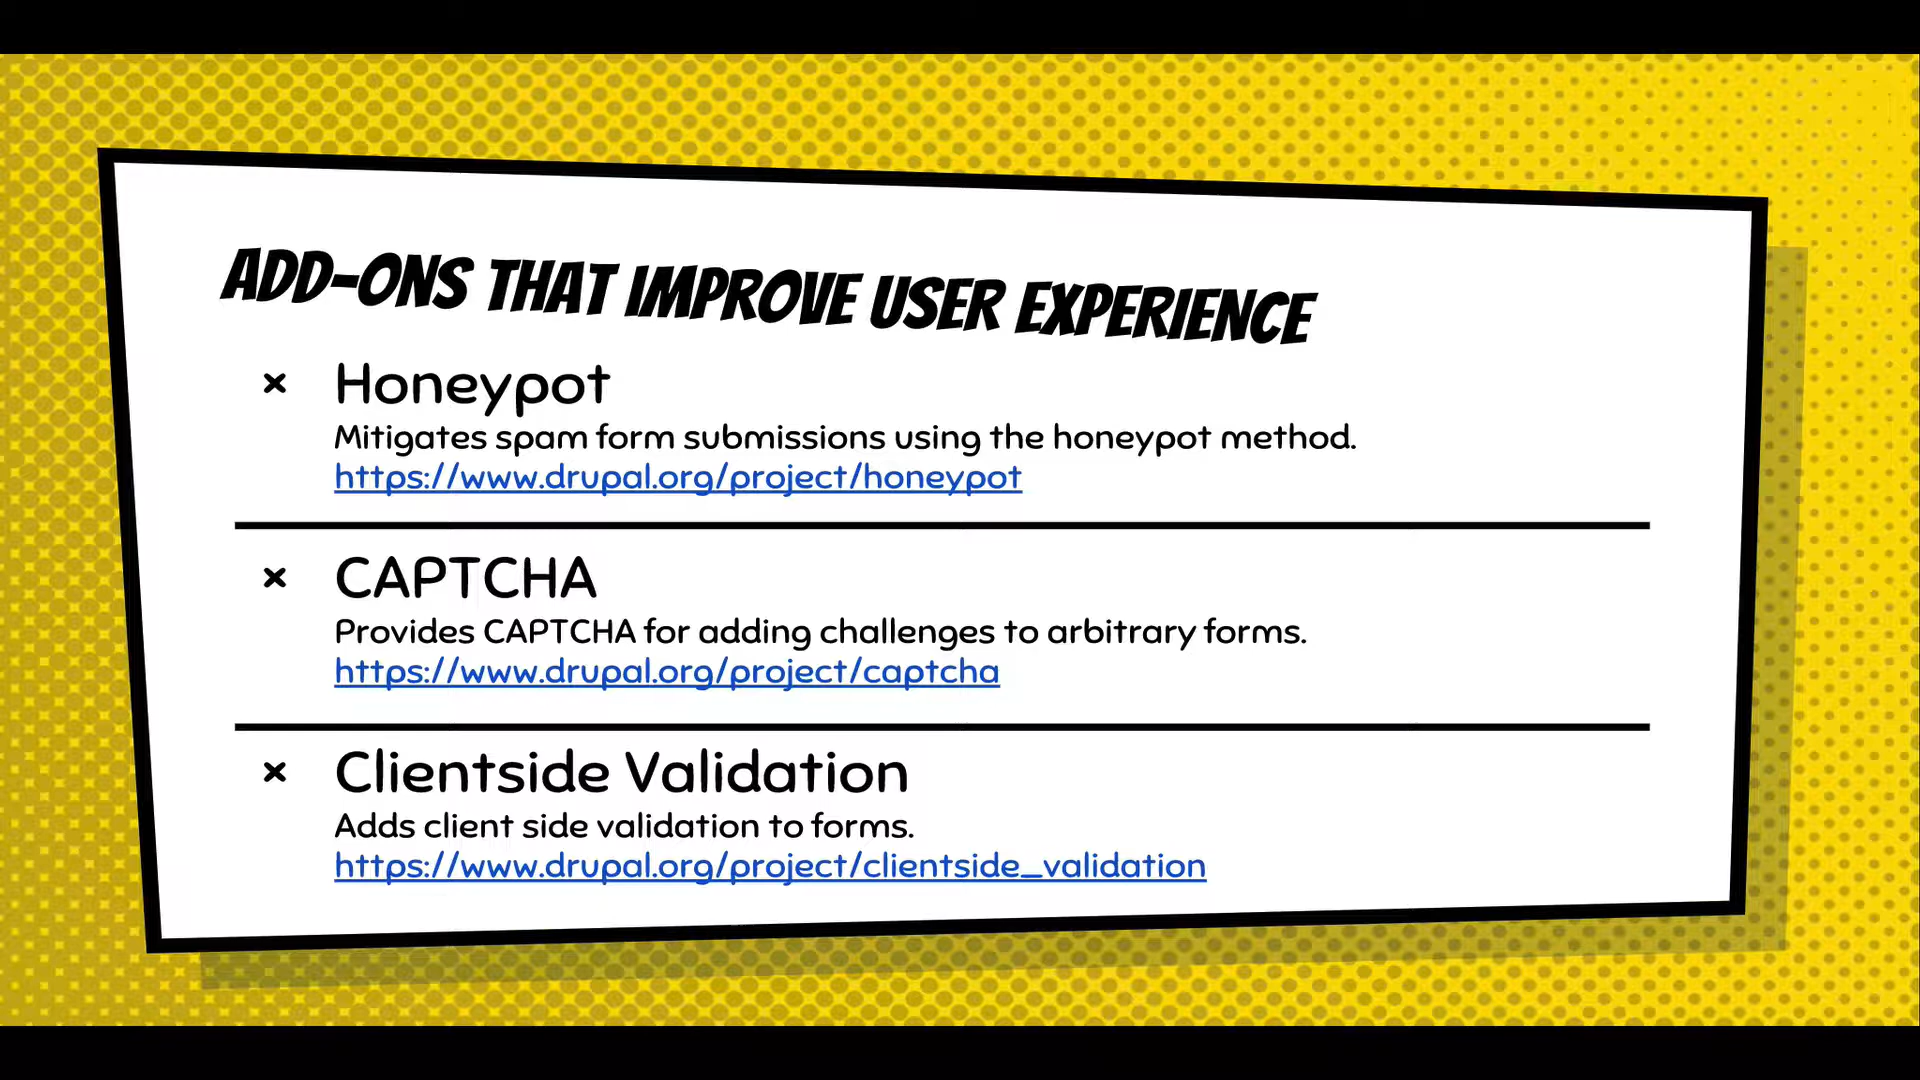 ADD-ONS THAT IMPROVE USER EXPERIENCE
× Honeypot
Mitigates spam form submissions using the honeypot method.
https://www.drupal.org/project/honeypot
× CAPTCHA
Provides CAPTCHA for adding challenges to arbitrary forms.
https://www.drupal.org/project/captcha
× Clientside Validation
Adds client side validation to forms.
https://www.drupal.org/project/clientside_validation